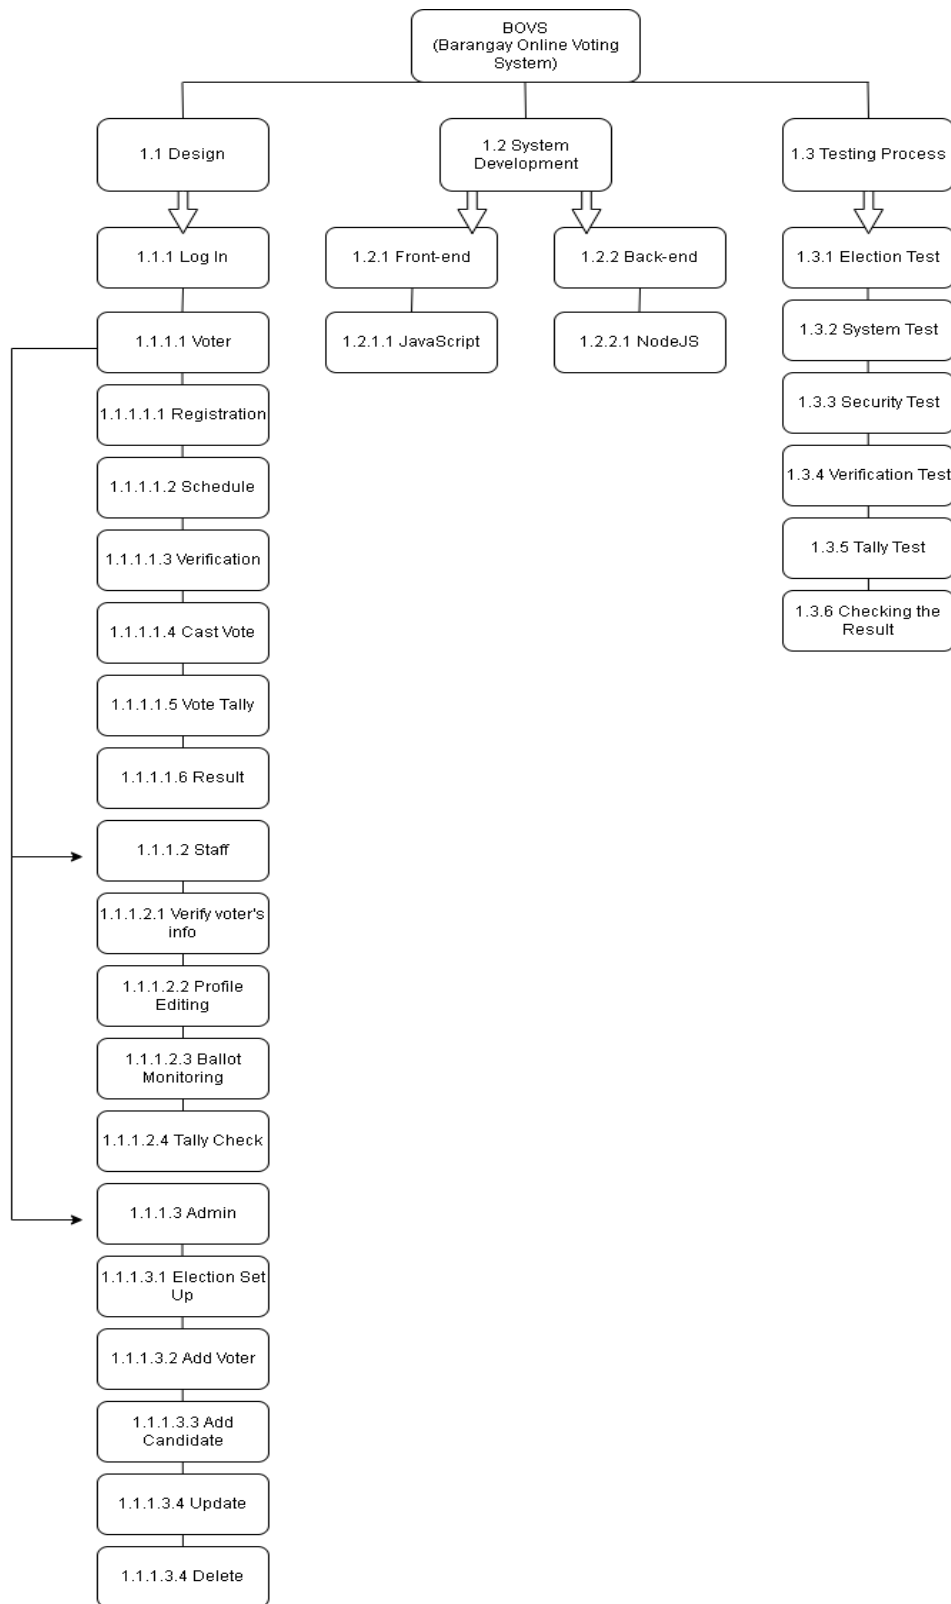 BOVS
(Barangay Online Voting
System)
1.1 Design
1.2 System
Development
1.3 Testing Process
1.1.1 Log In
1.2.1 Front-end
1.2.2 Back-end
1.3.1 Election Test
1.1.1.1 Voter
1.2.1.1 JavaScript
1.2.2.1 NodeJS
1.3.2 System Test
1.1.1.1.1 Registration
1.3.3 Security Test
1.1.1.1.2 Schedule
1.3.4 Verification Test
1.1.1.1.3 Verification
1.3.5 Tally Test
1.1.1.1.4 Cast Vote
1.3.6 Checking the
Result
1.1.1.1.5 Vote Tally
1.1.1.1.6 Result
1.1.1.2 Staff
1.1.1.2.1 Verify voter's
info
1.1.1.2.2 Profile
Editing
1.1.1.2.3 Ballot
Monitoring
1.1.1.2.4 Tally Check
1.1.1.3 Admin
1.1.1.3.1 Election Set
Up
1.1.1.3.2 Add Voter
1.1.1.3.3 Add
Candidate
1.1.1.3.4 Update
1.1.1.3.4 Delete